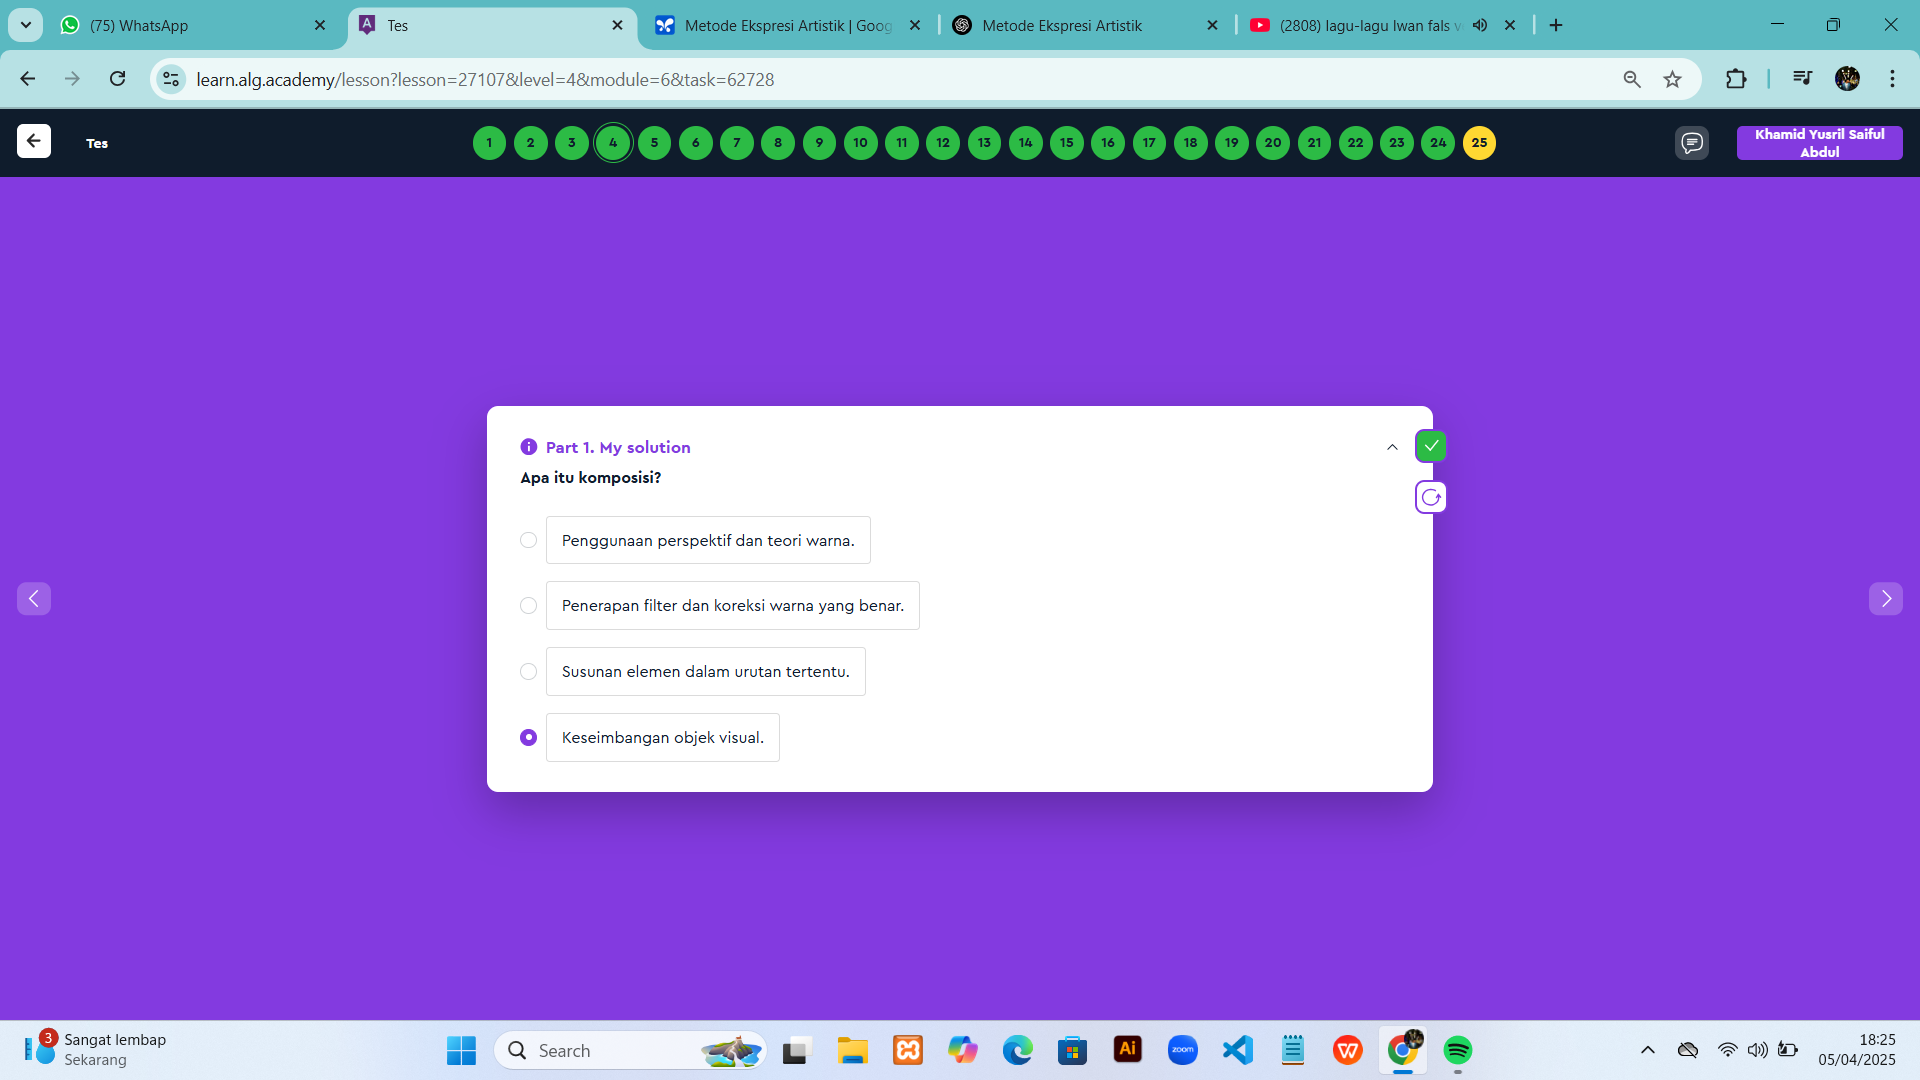 (75) WhatsApp
Tes
Metode Ekspresi Artistik | Goog
Metode Ekspresi Artistik
(2808) lagu-lagu Iwan fals v
learn.alg.academy/lesson?lesson=27107&level=4&module=6&task=62728
Tes
1 2 3 4 5 6 7 8 9 10 11 12 13 14 15 16 17 18 19 20 21 22 23 24 25
Khamid Yusril Saiful
Abdul
Part 1. My solution
Apa itu komposisi?
Penggunaan perspektif dan teori warna.
Penerapan filter dan koreksi warna yang benar.
Susunan elemen dalam urutan tertentu.
Keseimbangan objek visual.
3
Sangat lembap
Sekarang
Search
Ai
zoom
W
18:25
05/04/2025